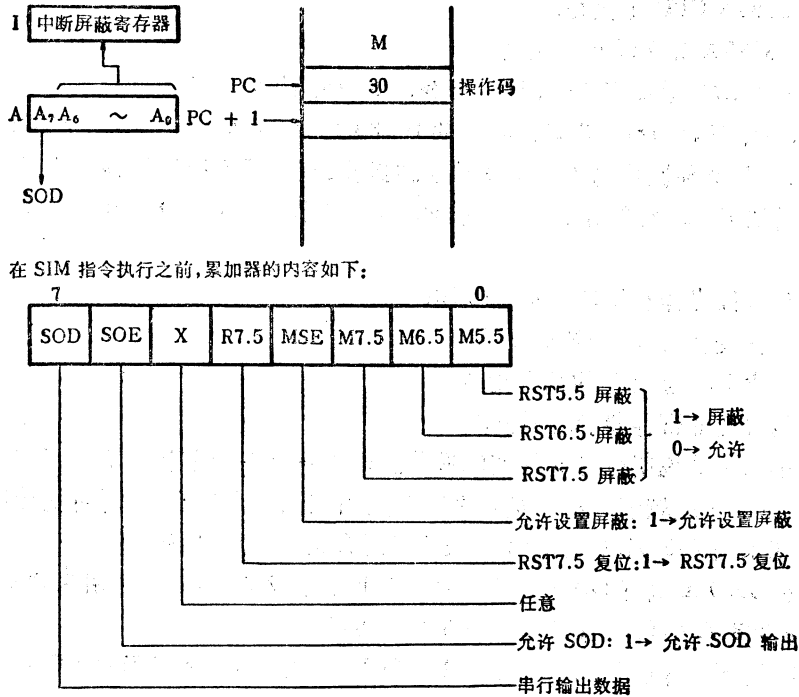 I 中断屏蔽寄存器
M
PC 30 操作码
A A₇A₆ ～ A₀ PC + 1
SOD
在 SIM 指令执行之前,累加器的内容如下:
7 0
SOD SOE X R7.5 MSE M7.5 M6.5 M5.5
RST5.5 屏蔽
1→ 屏蔽
RST6.5 屏蔽
0→ 允许
RST7.5 屏蔽
允许设置屏蔽: 1→允许设置屏蔽
RST7.5 复位:1→ RST7.5 复位
任意
允许 SOD: 1→ 允许 SOD 输出
串行输出数据